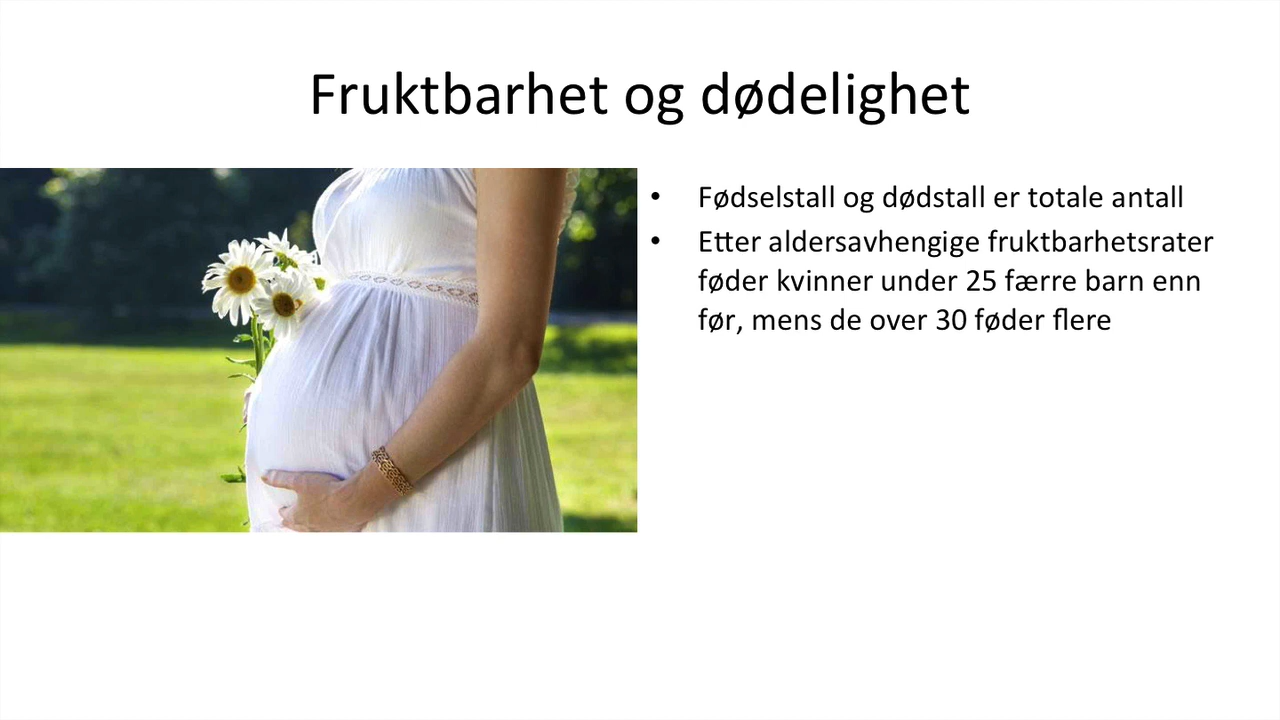 Fruktbarhet og dødelighet
• Fødselstall og dødstall er totale antall
• Etter aldersavhengige fruktbarhetsrater
føder kvinner under 25 færre barn enn
før, mens de over 30 føder flere